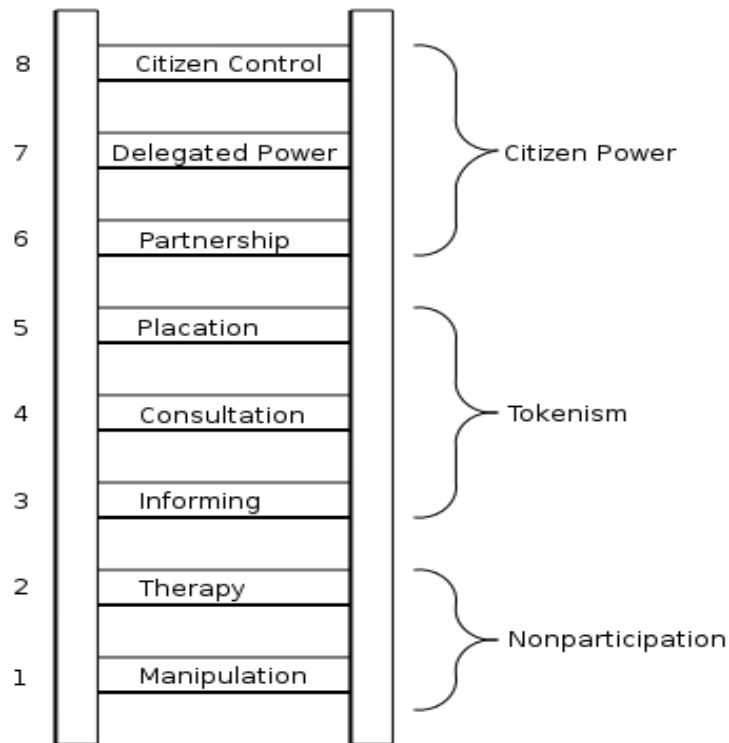 8 Citizen Control
7 Delegated Power Citizen Power
6 Partnership
5 Placation
4 Consultation Tokenism
3 Informing
2 Therapy
Nonparticipation
1 Manipulation